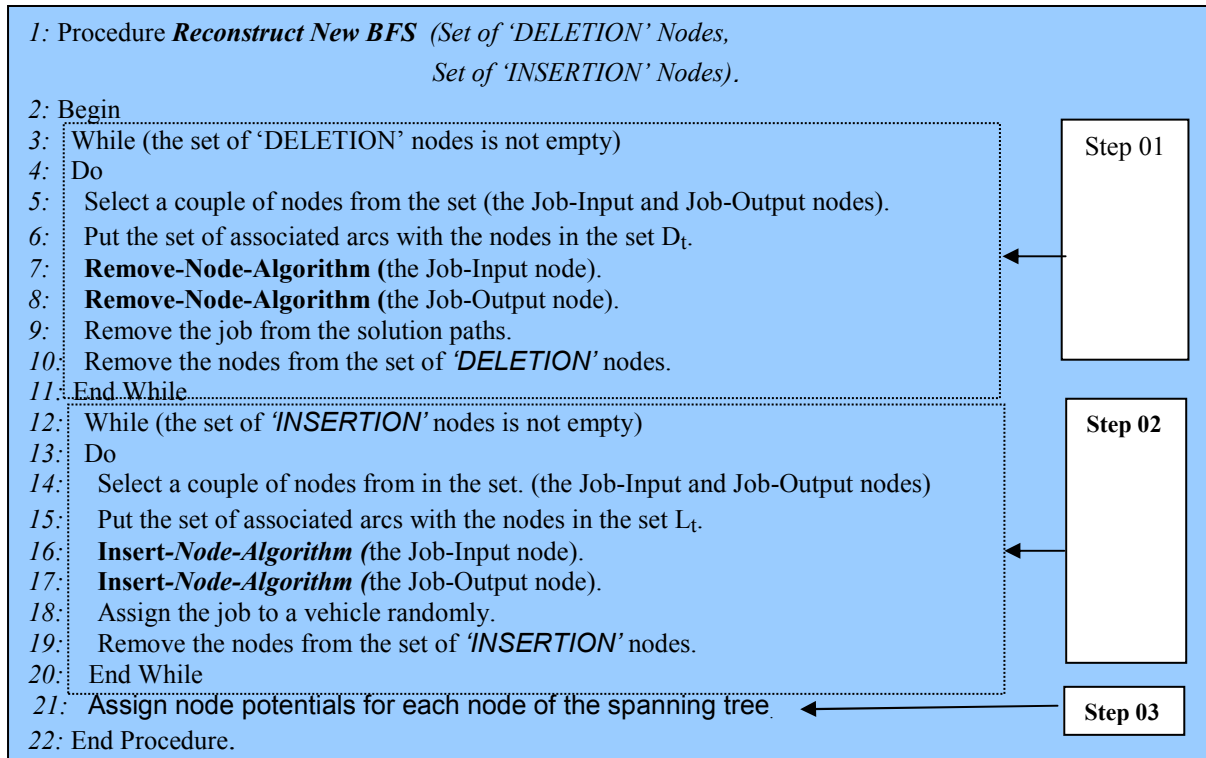 1: Procedure Reconstruct New BFS (Set of ‘DELETION’ Nodes,
Set of ‘INSERTION’ Nodes).
2: Begin
3: While (the set of ‘DELETION’ nodes is not empty)
4: Do
5: Select a couple of nodes from the set (the Job-Input and Job-Output nodes).
6: Put the set of associated arcs with the nodes in the set Dt.
7: Remove-Node-Algorithm (the Job-Input node).
8: Remove-Node-Algorithm (the Job-Output node).
9: Remove the job from the solution paths.
10: Remove the nodes from the set of ‘DELETION’ nodes.
11: End While
Step 01
12: While (the set of ‘INSERTION’ nodes is not empty)
13: Do
14: Select a couple of nodes from in the set. (the Job-Input and Job-Output nodes)
15: Put the set of associated arcs with the nodes in the set Lt.
16: Insert-Node-Algorithm (the Job-Input node).
17: Insert-Node-Algorithm (the Job-Output node).
18: Assign the job to a vehicle randomly.
19: Remove the nodes from the set of ‘INSERTION’ nodes.
20: End While
Step 02
21: Assign node potentials for each node of the spanning tree.
Step 03
22: End Procedure.